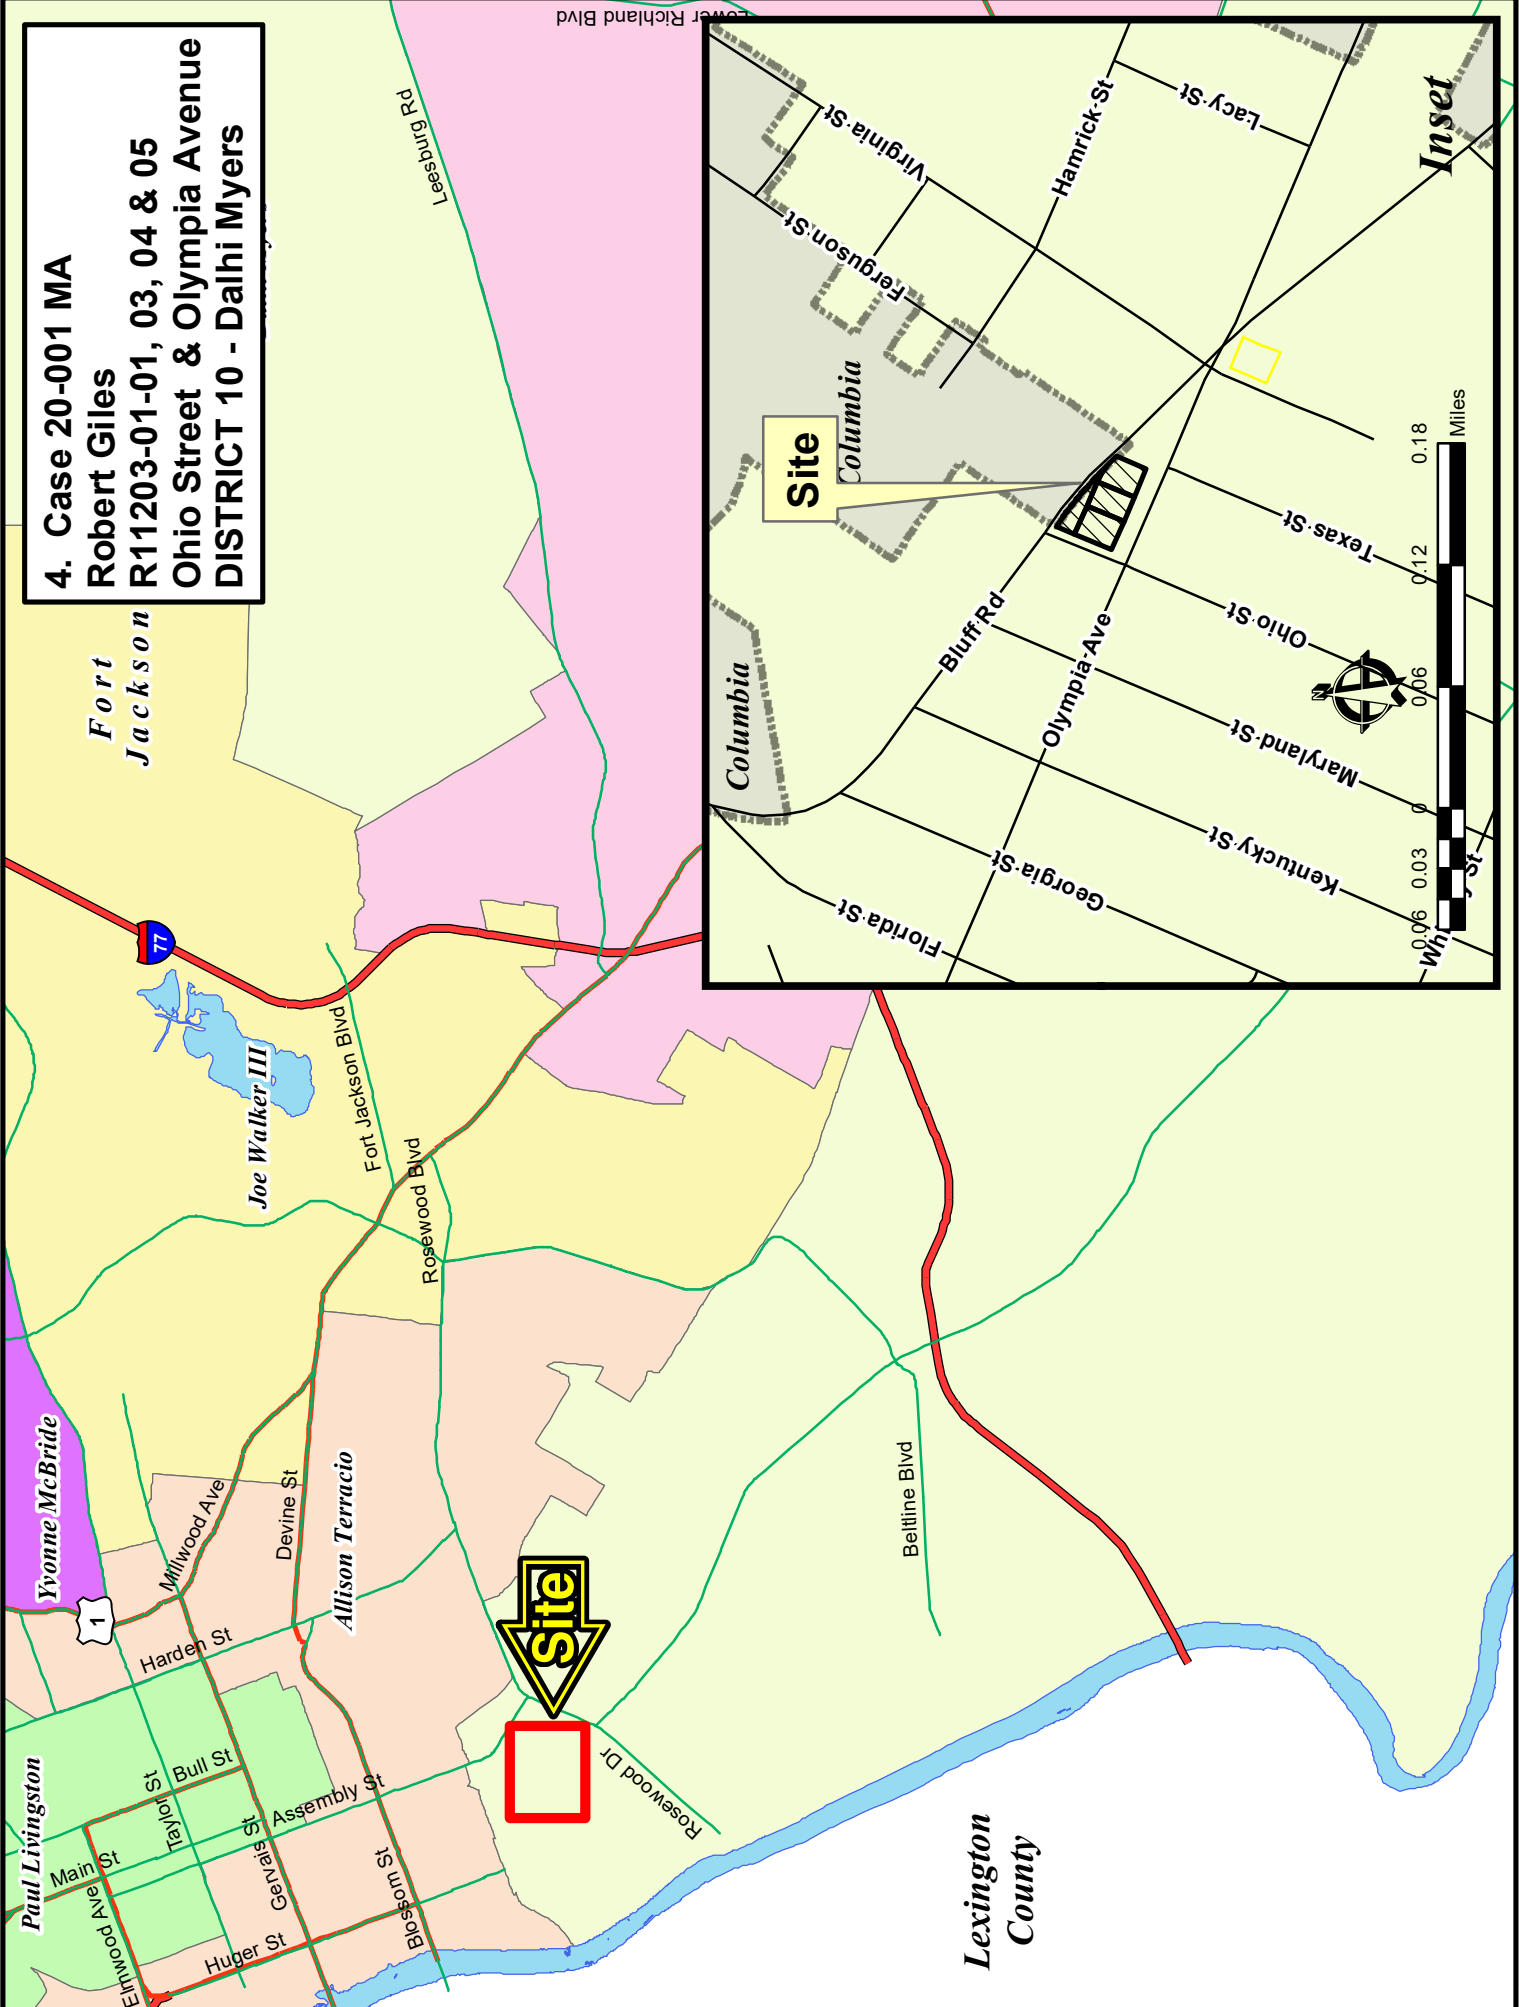 4.  Case 20-001 MA
Robert Giles
R11203-01-01, 03, 04 & 05
Ohio Street  & Olympia Avenue
DISTRICT 10 - Dalhi Myers
Fort
Jackson
Leesburg Rd
Lower Richland Blvd
77
Joe Walker III
Fort Jackson Blvd
Rosewood Blvd
Yvonne McBride
1
Millwood Ave
Devine St
Allison Terracio
Harden St
Paul Livingston
Bull St
Taylor St
Main St
Assembly St
Gervais St
Elmwood Ave
Huger St
Blossom St
Site
Rosewood Dr
Beltline Blvd
Lexington
County
Inset
Virginia St
Ferguson St
Hamrick St
Lacy St
Columbia
Site
Columbia
Bluff Rd
Olympia Ave
Texas St
Ohio St
Maryland St
Kentucky St
Georgia St
Florida St
St
N
0.06 0.03 0 0.06 0.12 0.18
Miles